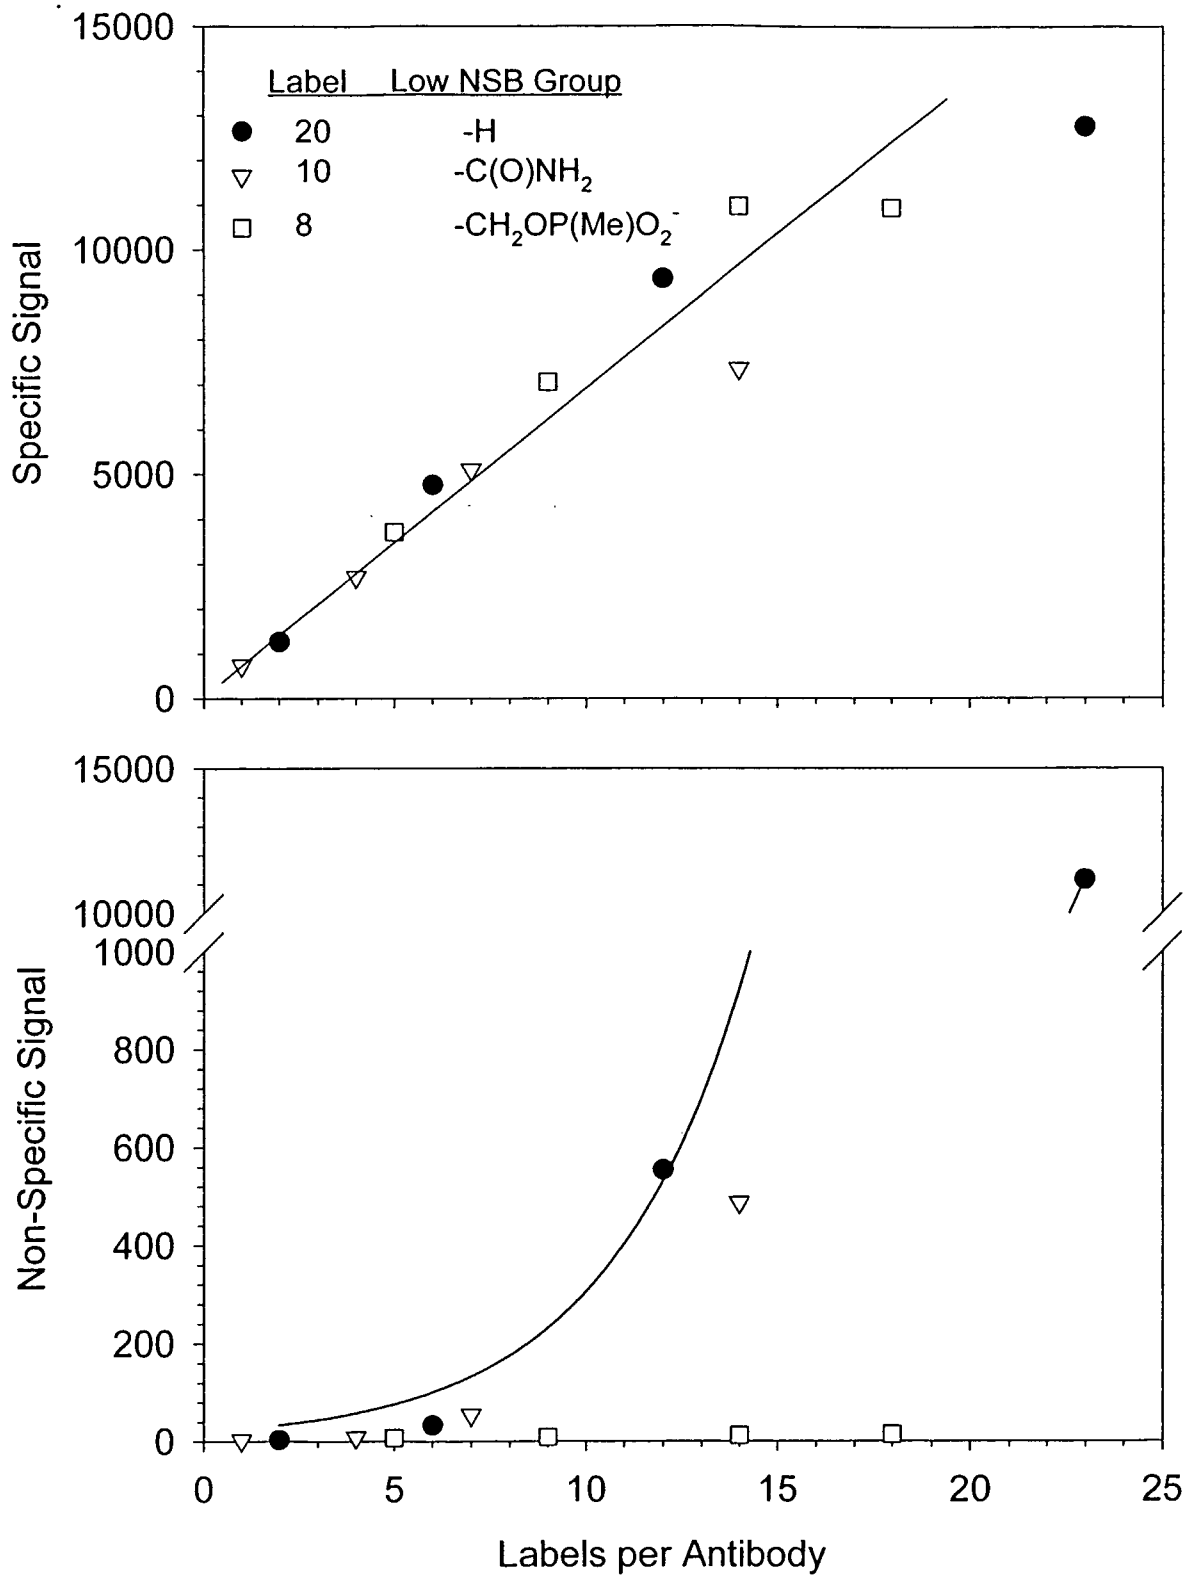 15000
10000
5000
0
Specific Signal
Label Low NSB Group
20 -H
10 -C(O)NH2
8 -CH2OP(Me)O2-
15000
10000
1000
800
600
400
200
0
Non-Specific Signal
0 5 10 15 20 25
Labels per Antibody